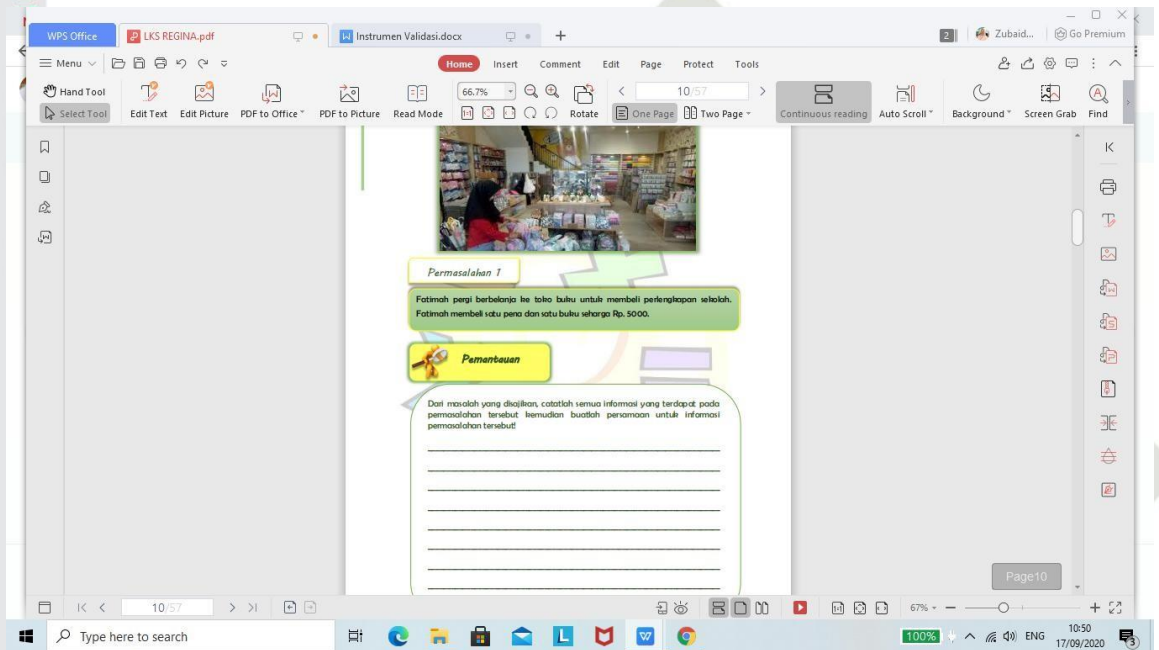 WPS Office
LKS REGINA.pdf
Instrumen Validasi.docx
+
2
Zubaid...
Go Premium
Menu
Home
Insert
Comment
Edit
Page
Protect
Tools
Hand Tool
Select Tool
Edit Text
Edit Picture
PDF to Office
PDF to Picture
Read Mode
66.7%
Rotate
10/57
One Page
Two Page
Continuous reading
Auto Scroll
Background
Screen Grab
Find
Permasalahan 1
Fatimah pergi berbelanja ke toko buku untuk membeli perlengkapan sekolah.
Fatimah membeli satu pena dan satu buku seharga Rp. 5000.
Pemantauan
Dari masalah yang disajikan, catatlah semua informasi yang terdapat pada
permasalahan tersebut kemudian buatlah persamaan untuk informasi
permasalahan tersebut!
Page10
10/57
67%
Type here to search
100%
ENG
10:50
17/09/2020
3